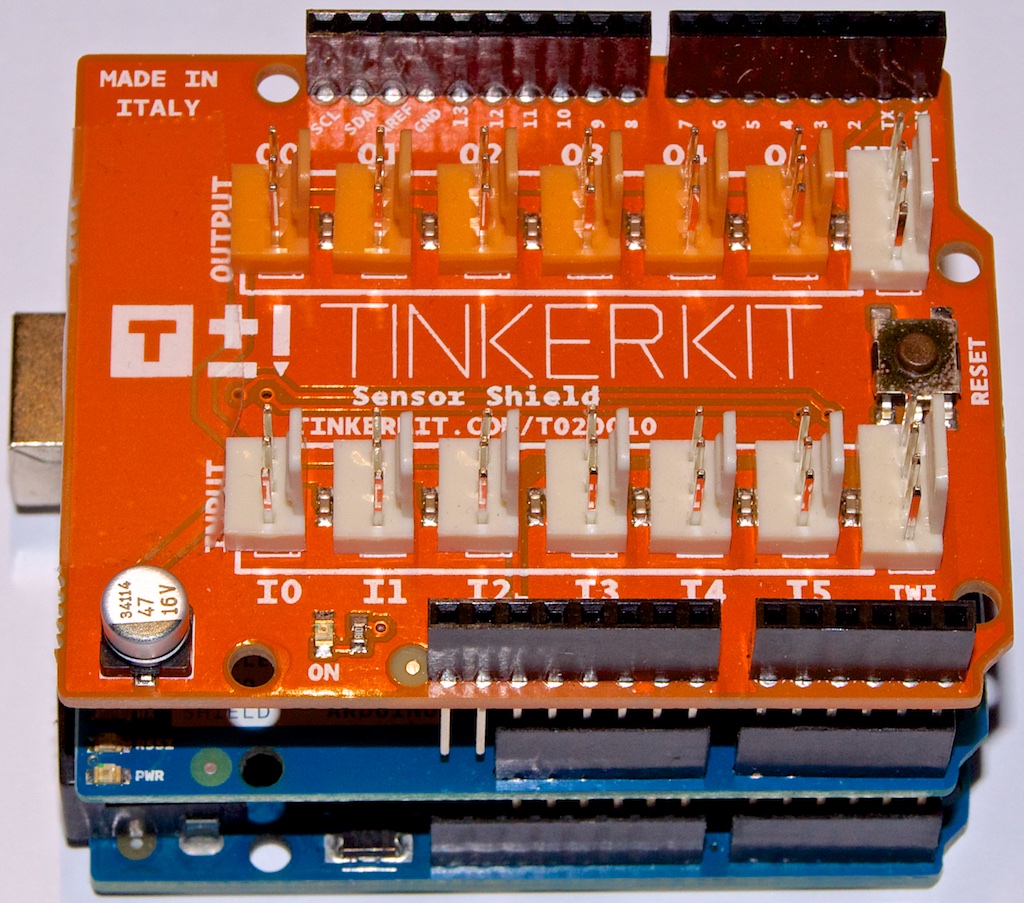 MADE IN
ITALY
SCL SDA AREF GND 13 12 11 10 9 8 7 6 5 4 3 2 TX
O0 O1 O2 O3 O4 O5
OUTPUT
T
TINKERKIT
RESET
Sensor Shield
TINKERKIT.COM/T020010
INPUT
I0 I1 I2 I3 I4 I5 TWI
34114
47
16V
ON
SHIELD
ARDUINO
RSSI
PWR